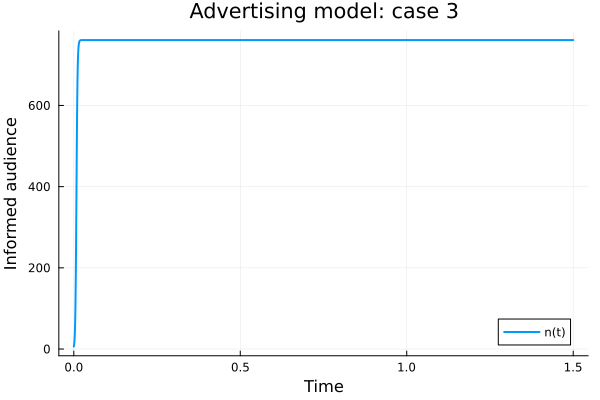 Advertising model: case 3
Informed audience
600
400
200
0
n(t)
0.0 0.5 1.0 1.5
Time